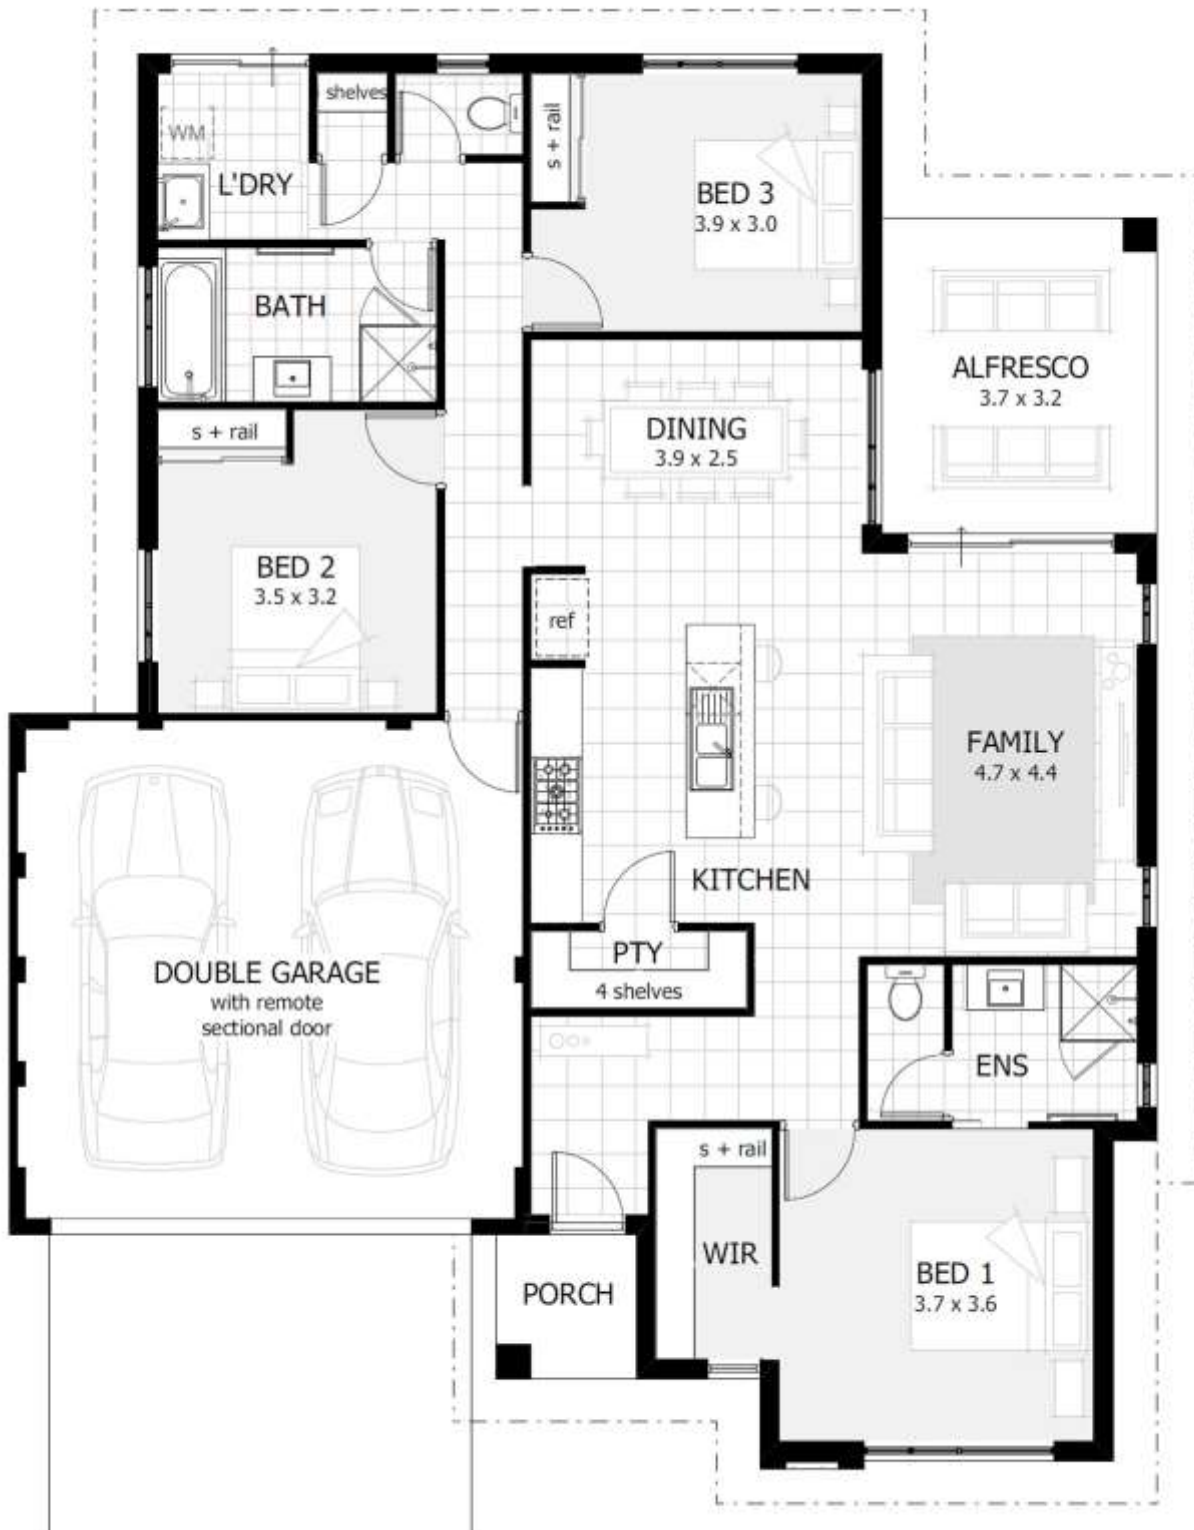 shelves
WM
L'DRY
s + rail
BED 3
3.9 x 3.0
BATH
ALFRESCO
3.7 x 3.2
s + rail
DINING
3.9 x 2.5
BED 2
3.5 x 3.2
ref
FAMILY
4.7 x 4.4
KITCHEN
PTY
4 shelves
DOUBLE GARAGE
with remote
sectional door
ENS
s + rail
WIR
BED 1
3.7 x 3.6
PORCH